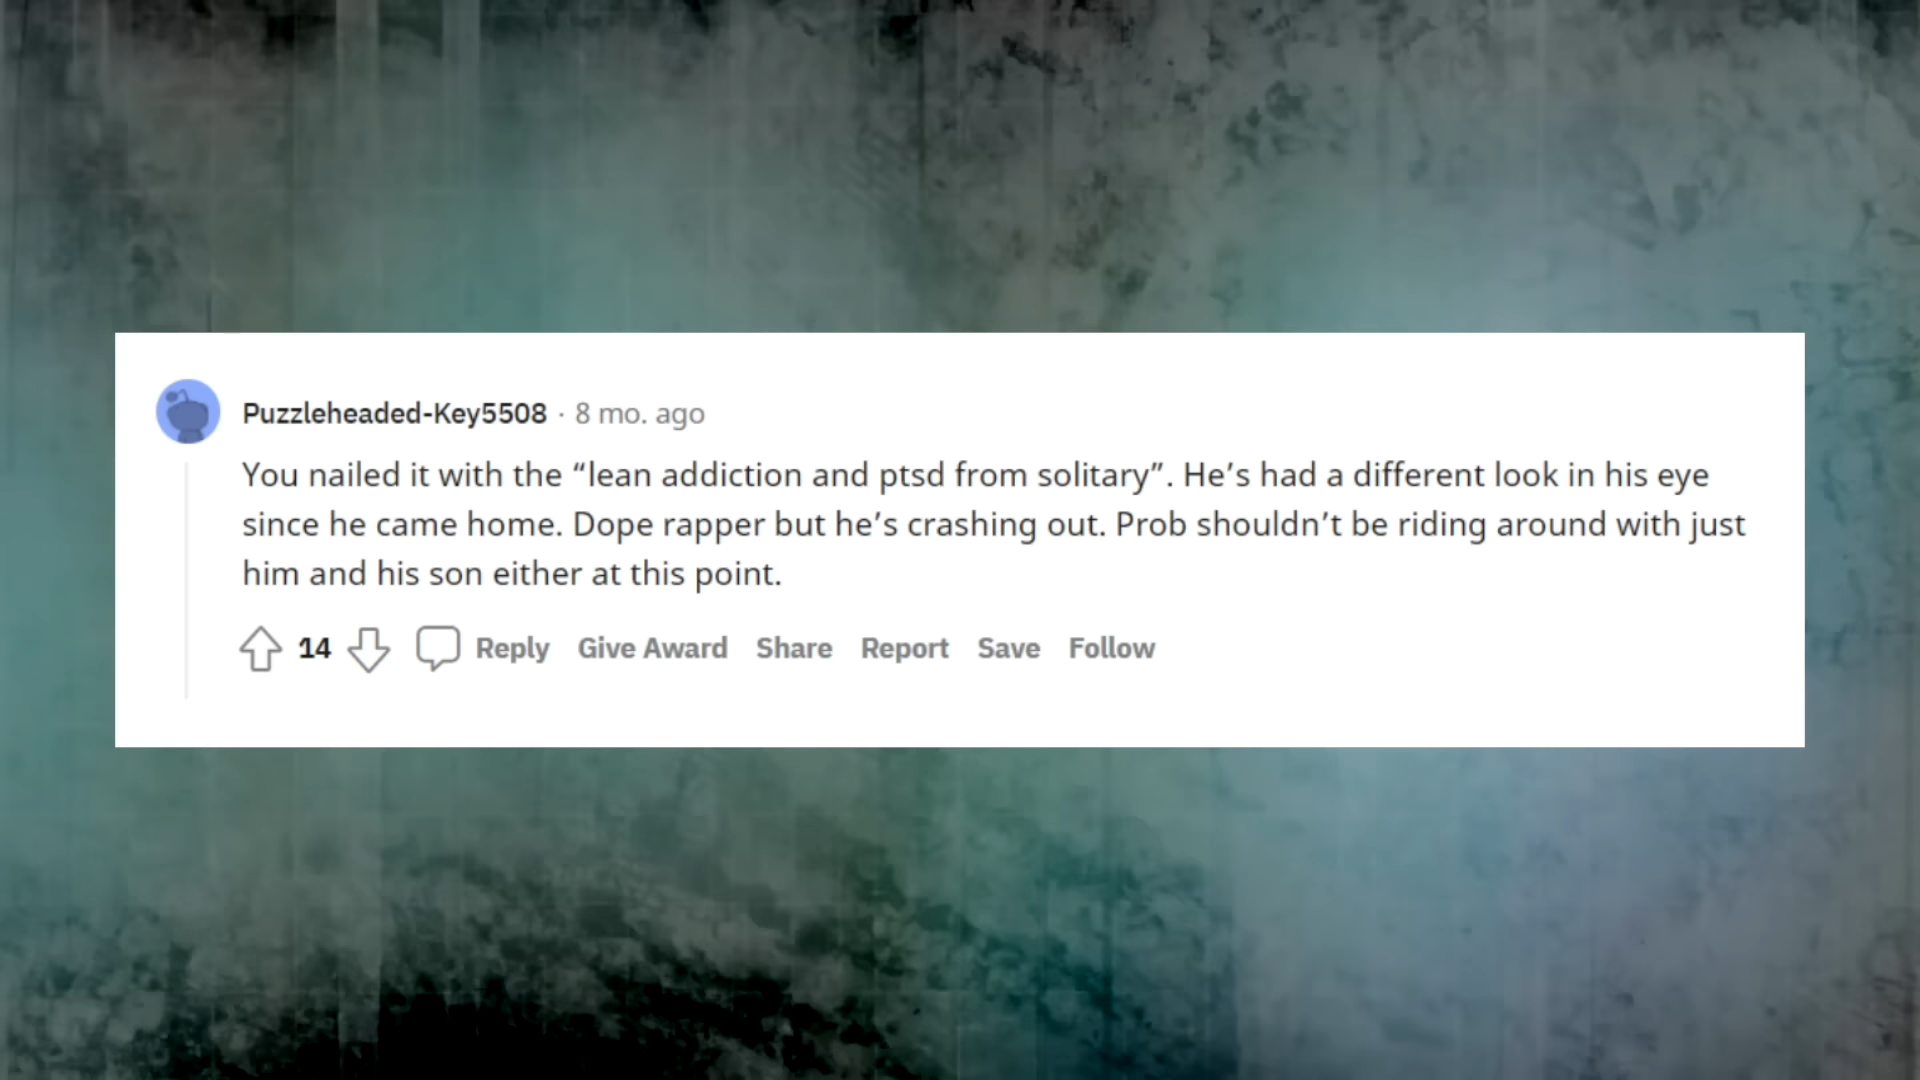 Puzzleheaded-Key5508 · 8 mo. ago
You nailed it with the “lean addiction and ptsd from solitary”. He’s had a different look in his eye
since he came home. Dope rapper but he’s crashing out. Prob shouldn’t be riding around with just
him and his son either at this point.
14 Reply Give Award Share Report Save Follow